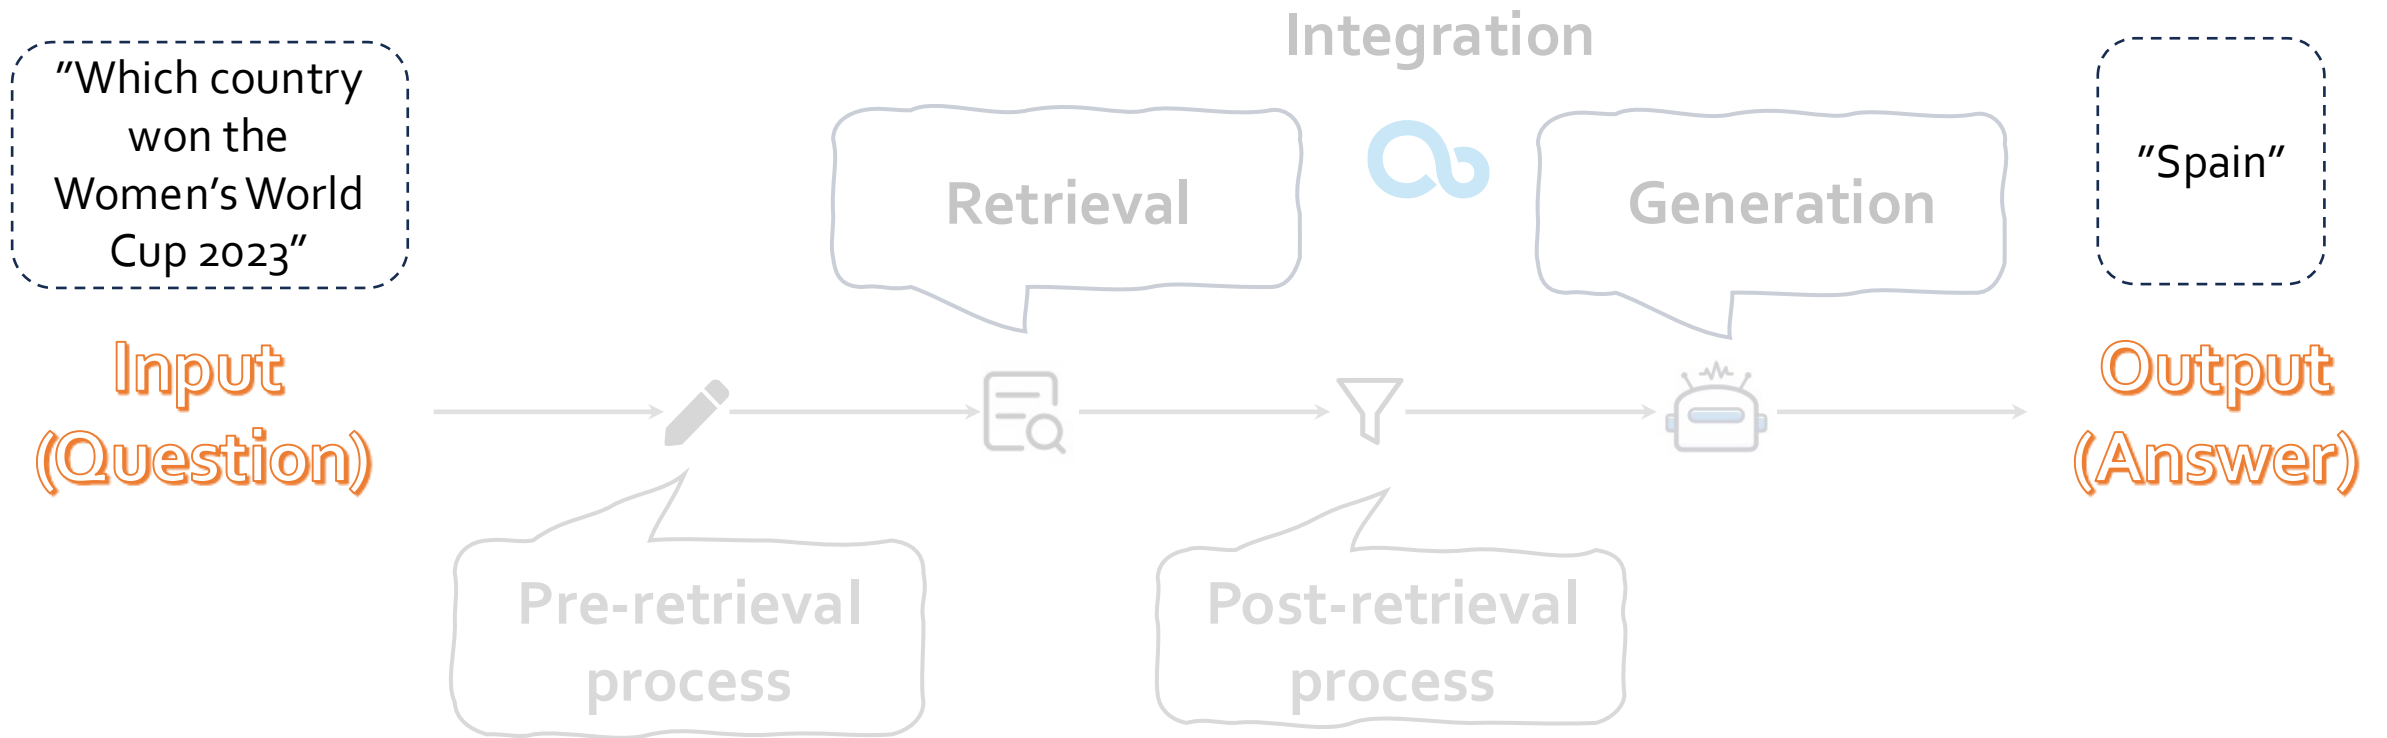 "Which country
won the
Women's World
Cup 2023"
Input
(Question)
Pre-retrieval
process
Retrieval
Integration
Post-retrieval
process
Generation
"Spain"
Output
(Answer)